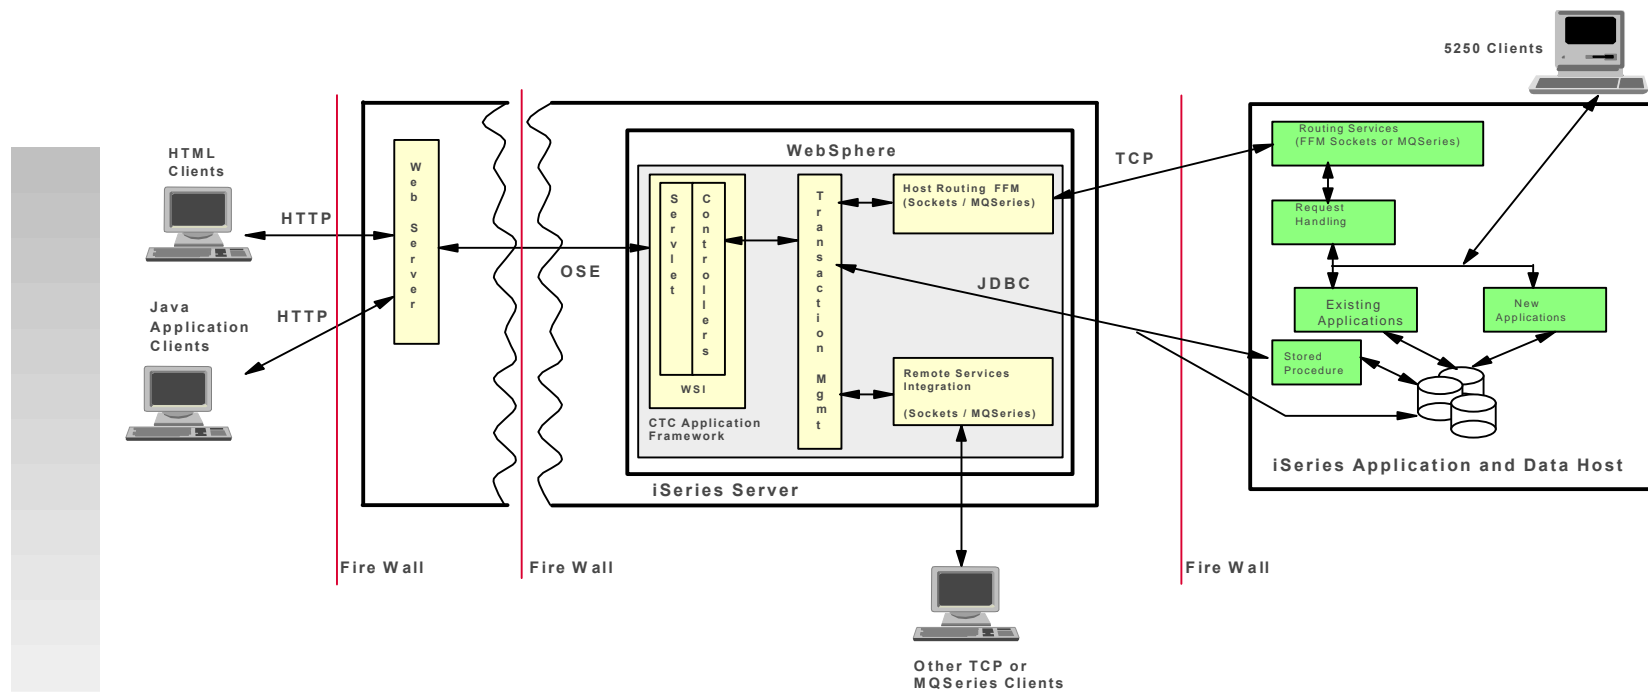 5250 Clients
HTML
Clients
HTTP
Java
Application
Clients
HTTP
Web Server
OSE
WebSphere
Servlet
Controllers
WSI
CTC Application
Framework
Transaction Mgmt
Host Routing FFM
(Sockets / MQSeries)
Remote Services
Integration
(Sockets / MQSeries)
iSeries Server
TCP
JDBC
Routing Services
(FFM Sockets or MQSeries)
Request
Handling
Existing
Applications
New
Applications
Stored
Procedure
iSeries Application and Data Host
Fire Wall
Fire Wall
Fire Wall
Other TCP or
MQSeries Clients